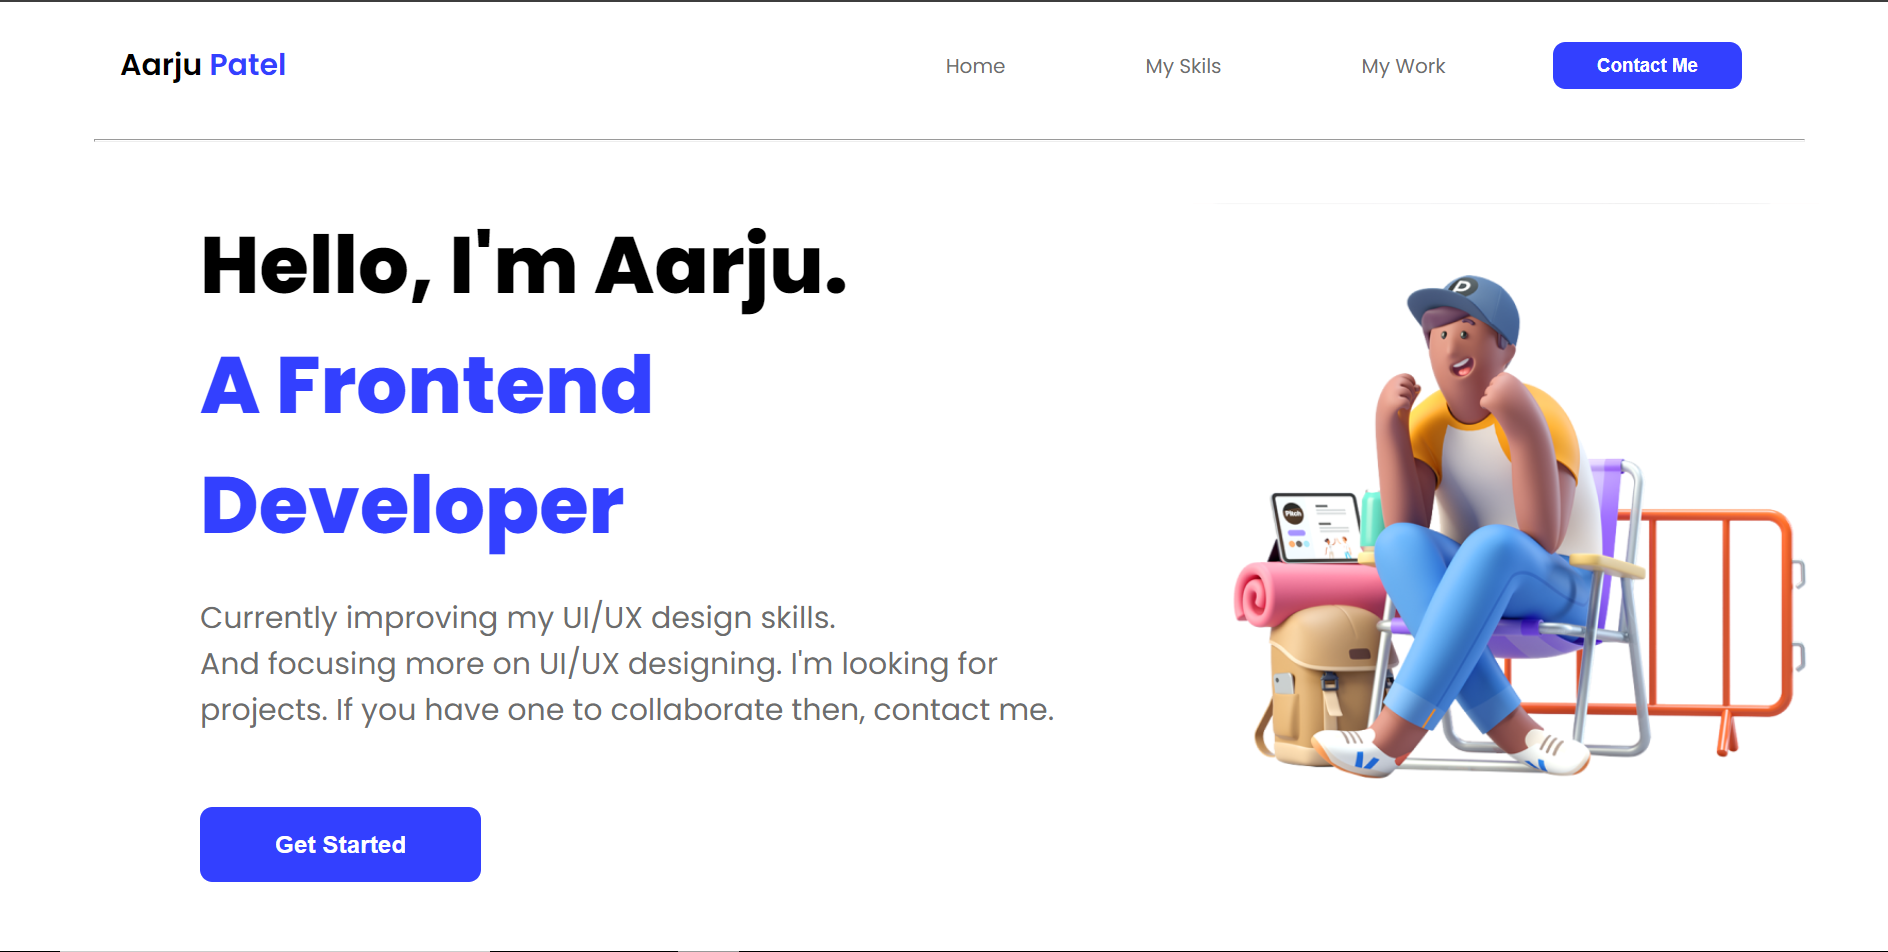 Aarju Patel
Home
My Skils
My Work
Contact Me
Hello, I'm Aarju.
A Frontend
Developer
Currently improving my UI/UX design skills.
And focusing more on UI/UX designing. I'm looking for
projects. If you have one to collaborate then, contact me.
Get Started
P
Pitch